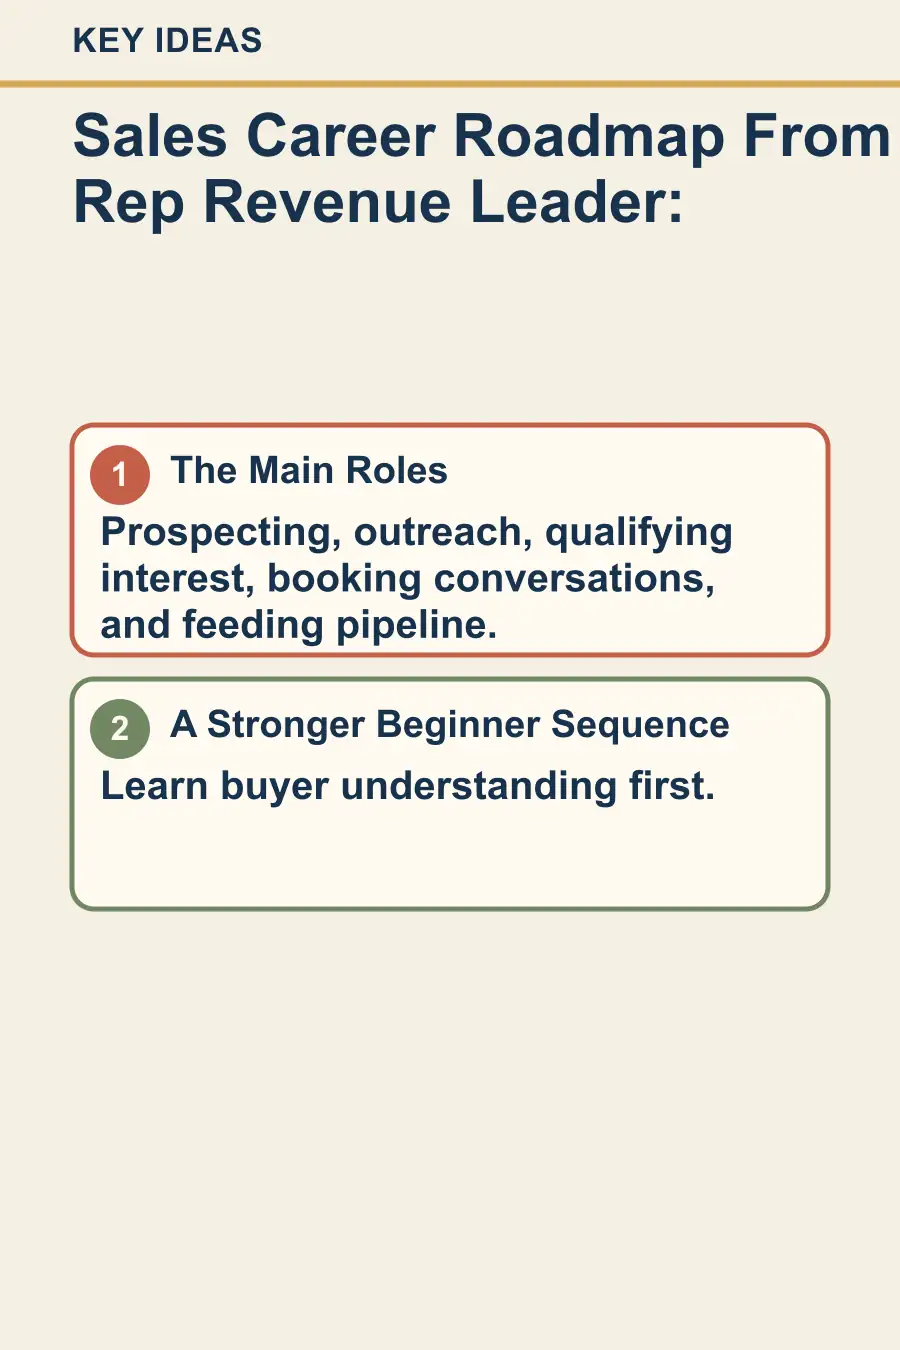 KEY IDEAS
Sales Career Roadmap From
Rep Revenue Leader:
1 The Main Roles
Prospecting, outreach, qualifying
interest, booking conversations,
and feeding pipeline.
2 A Stronger Beginner Sequence
Learn buyer understanding first.